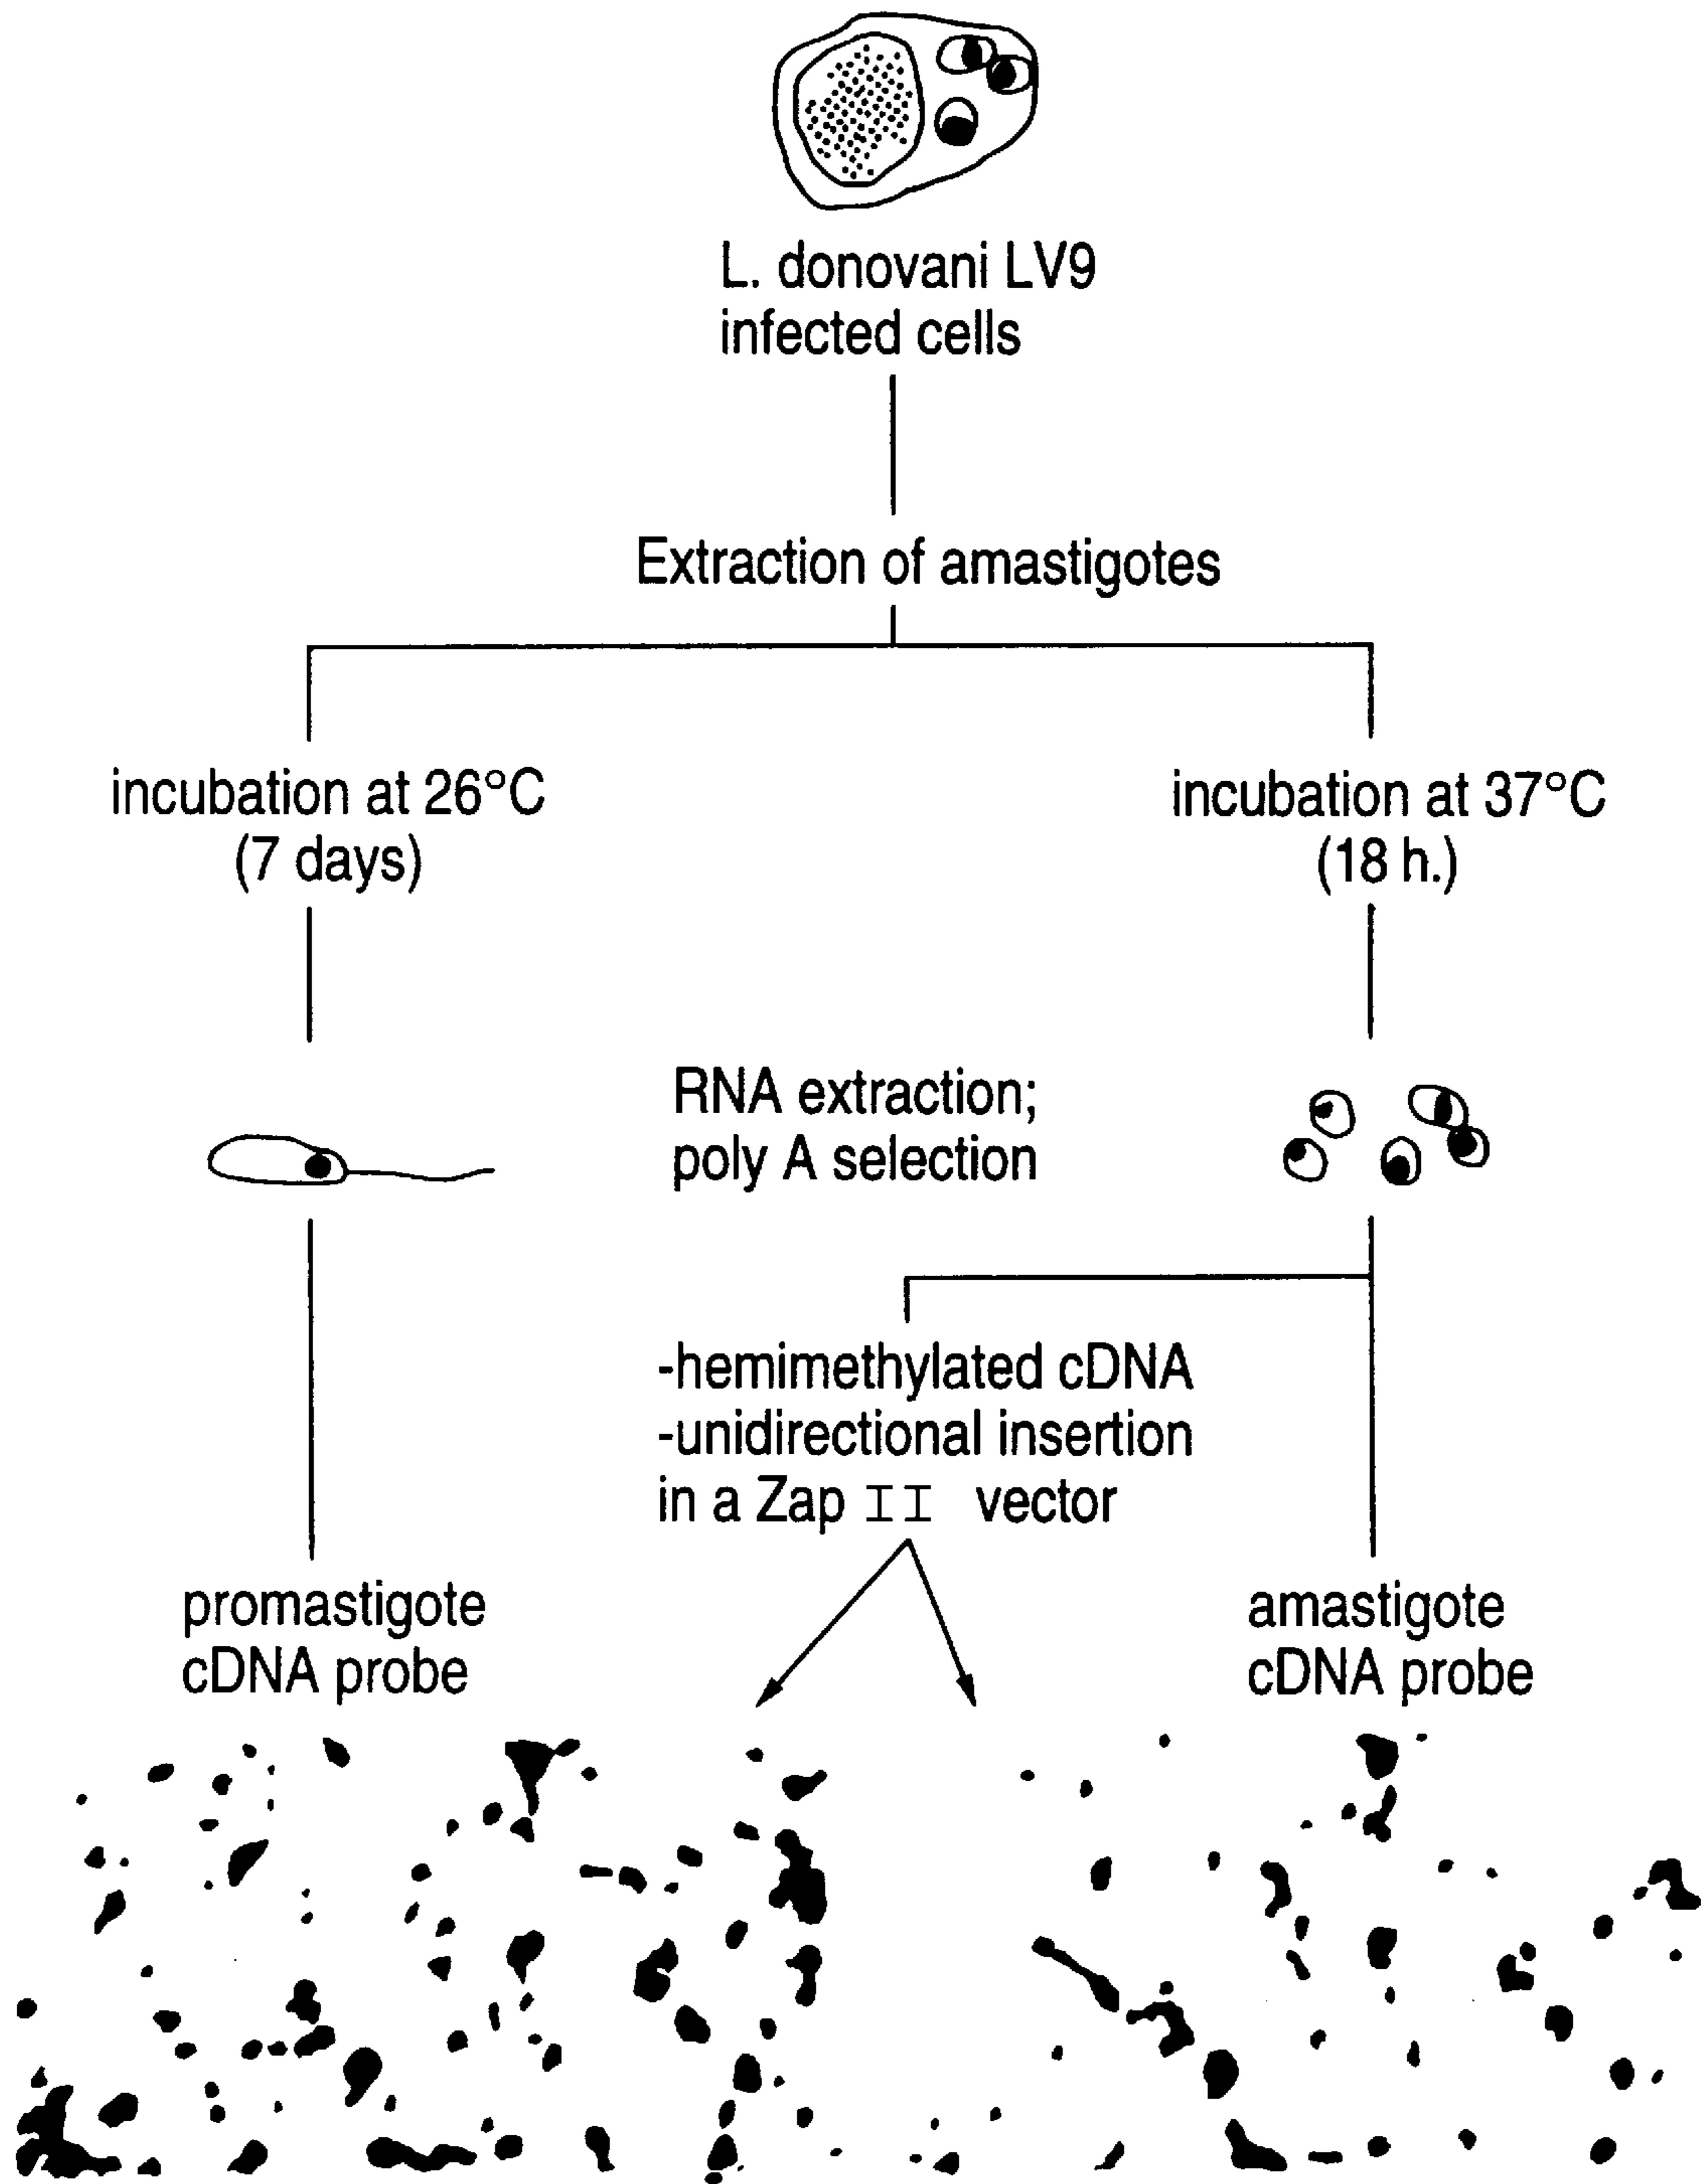 L. donovani LV9
infected cells
Extraction of amastigotes
incubation at 26°C
(7 days)
incubation at 37°C
(18 h.)
RNA extraction;
poly A selection
-hemimethylated cDNA
-unidirectional insertion
in a Zap II vector
promastigote
cDNA probe
amastigote
cDNA probe